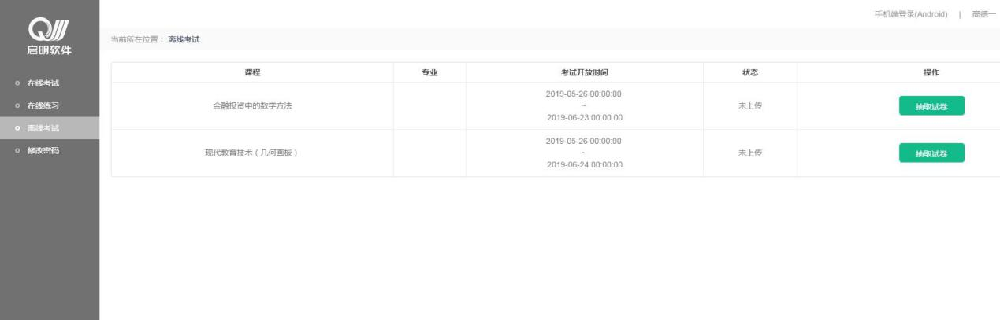 手机端登录(Android) | 高德一
启明软件
当前所在位置： 离线考试
在线考试
在线练习
离线考试
修改密码
课程 专业 考试开放时间 状态 操作
金融投资中的数学方法 2019-05-26 00:00:00 ~ 2019-06-23 00:00:00 未上传 抽取试卷
现代教育技术（几何画板） 2019-05-26 00:00:00 ~ 2019-06-24 00:00:00 未上传 抽取试卷